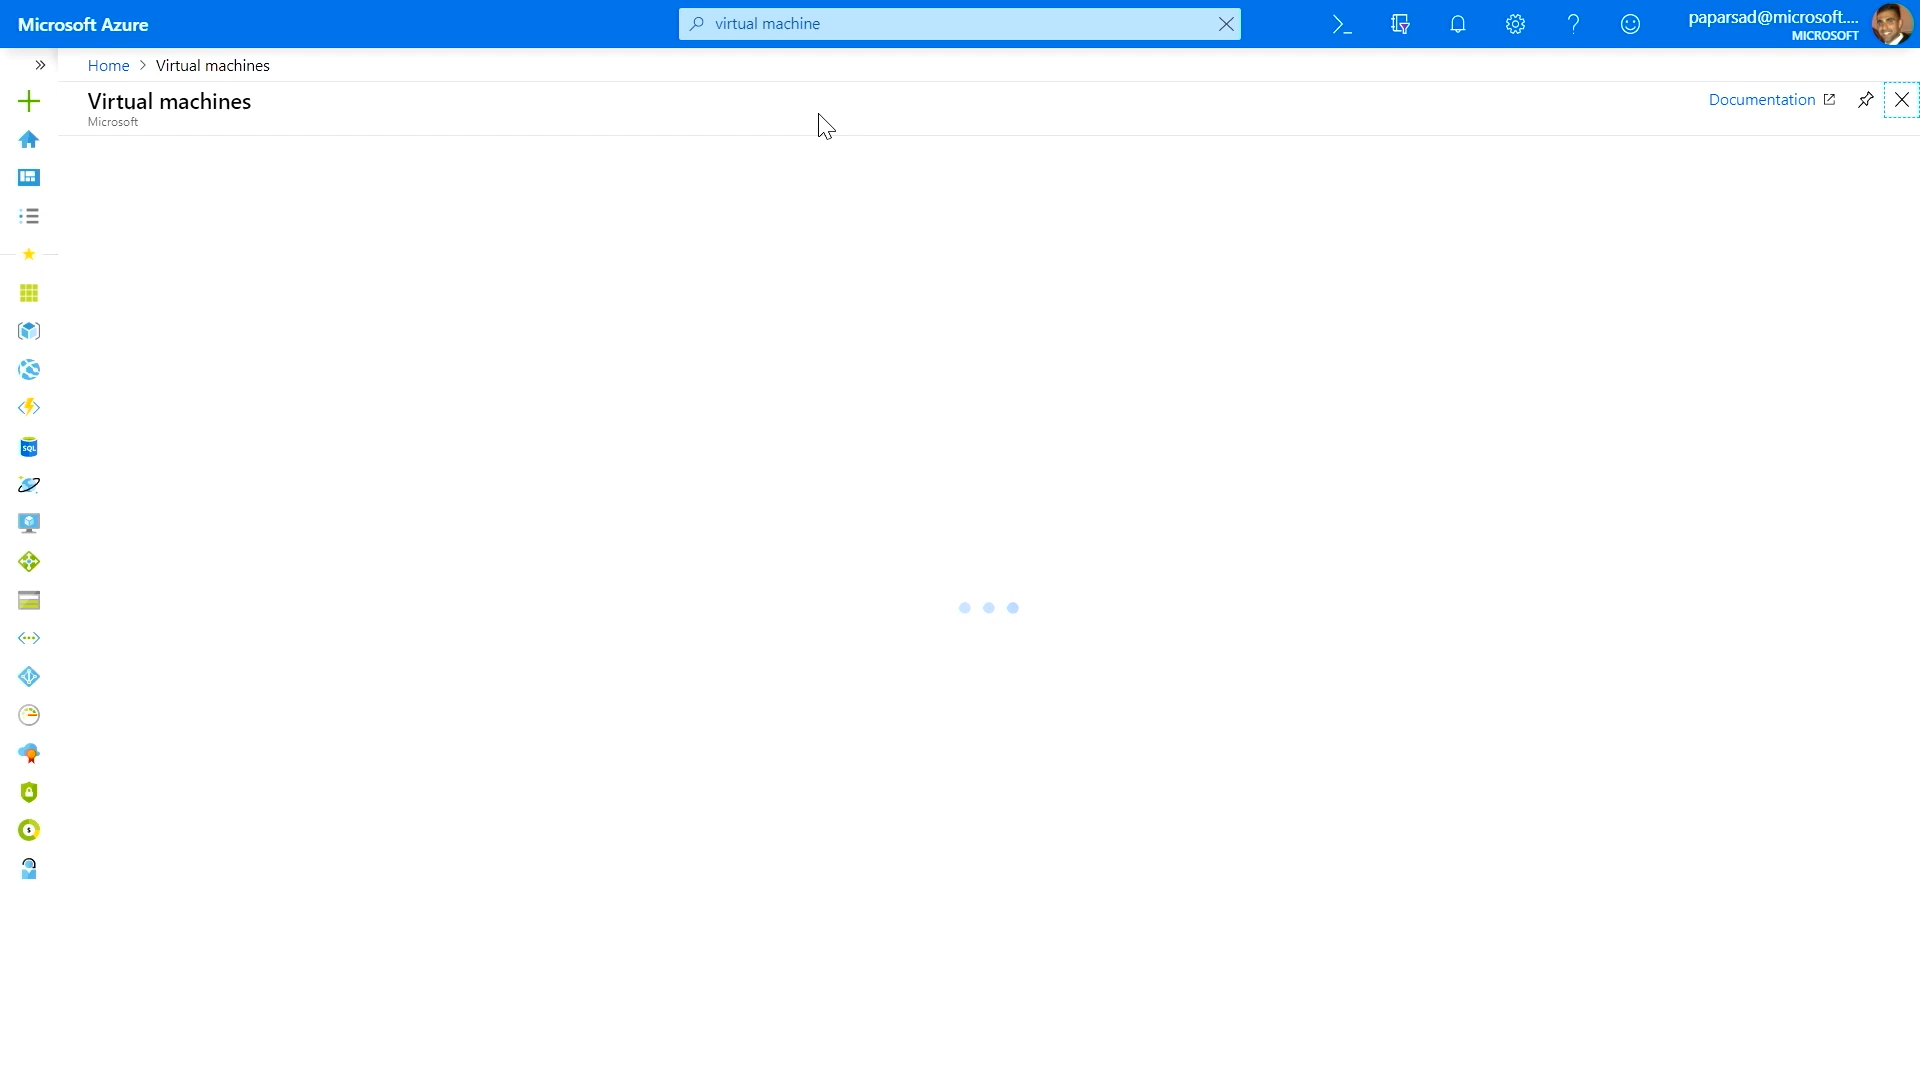 Microsoft Azure
virtual machine
paparsad@microsoft....
MICROSOFT
Home > Virtual machines
Virtual machines
Microsoft
Documentation
SQL
$